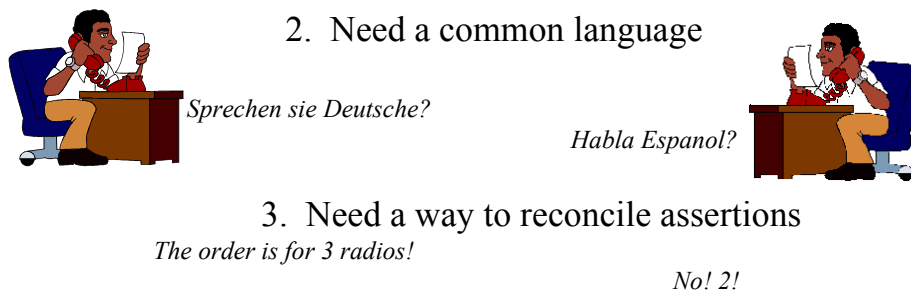 2. Need a common language
Sprechen sie Deutsche?
Habla Espanol?
3. Need a way to reconcile assertions
The order is for 3 radios!
No! 2!